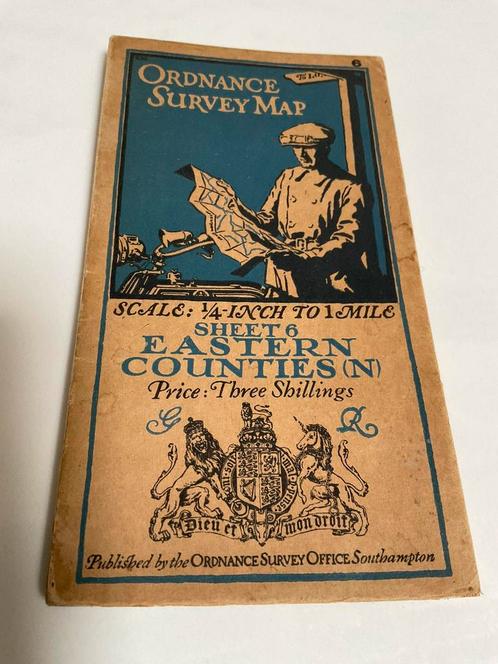 6
ORDNANCE
SURVEY MAP
SCALE: 1/4-INCH TO 1 MILE
SHEET 6
EASTERN
COUNTIES (N)
Price: Three Shillings
G R
Dieu et mon droit
Published by the ORDNANCE SURVEY OFFICE Southampton